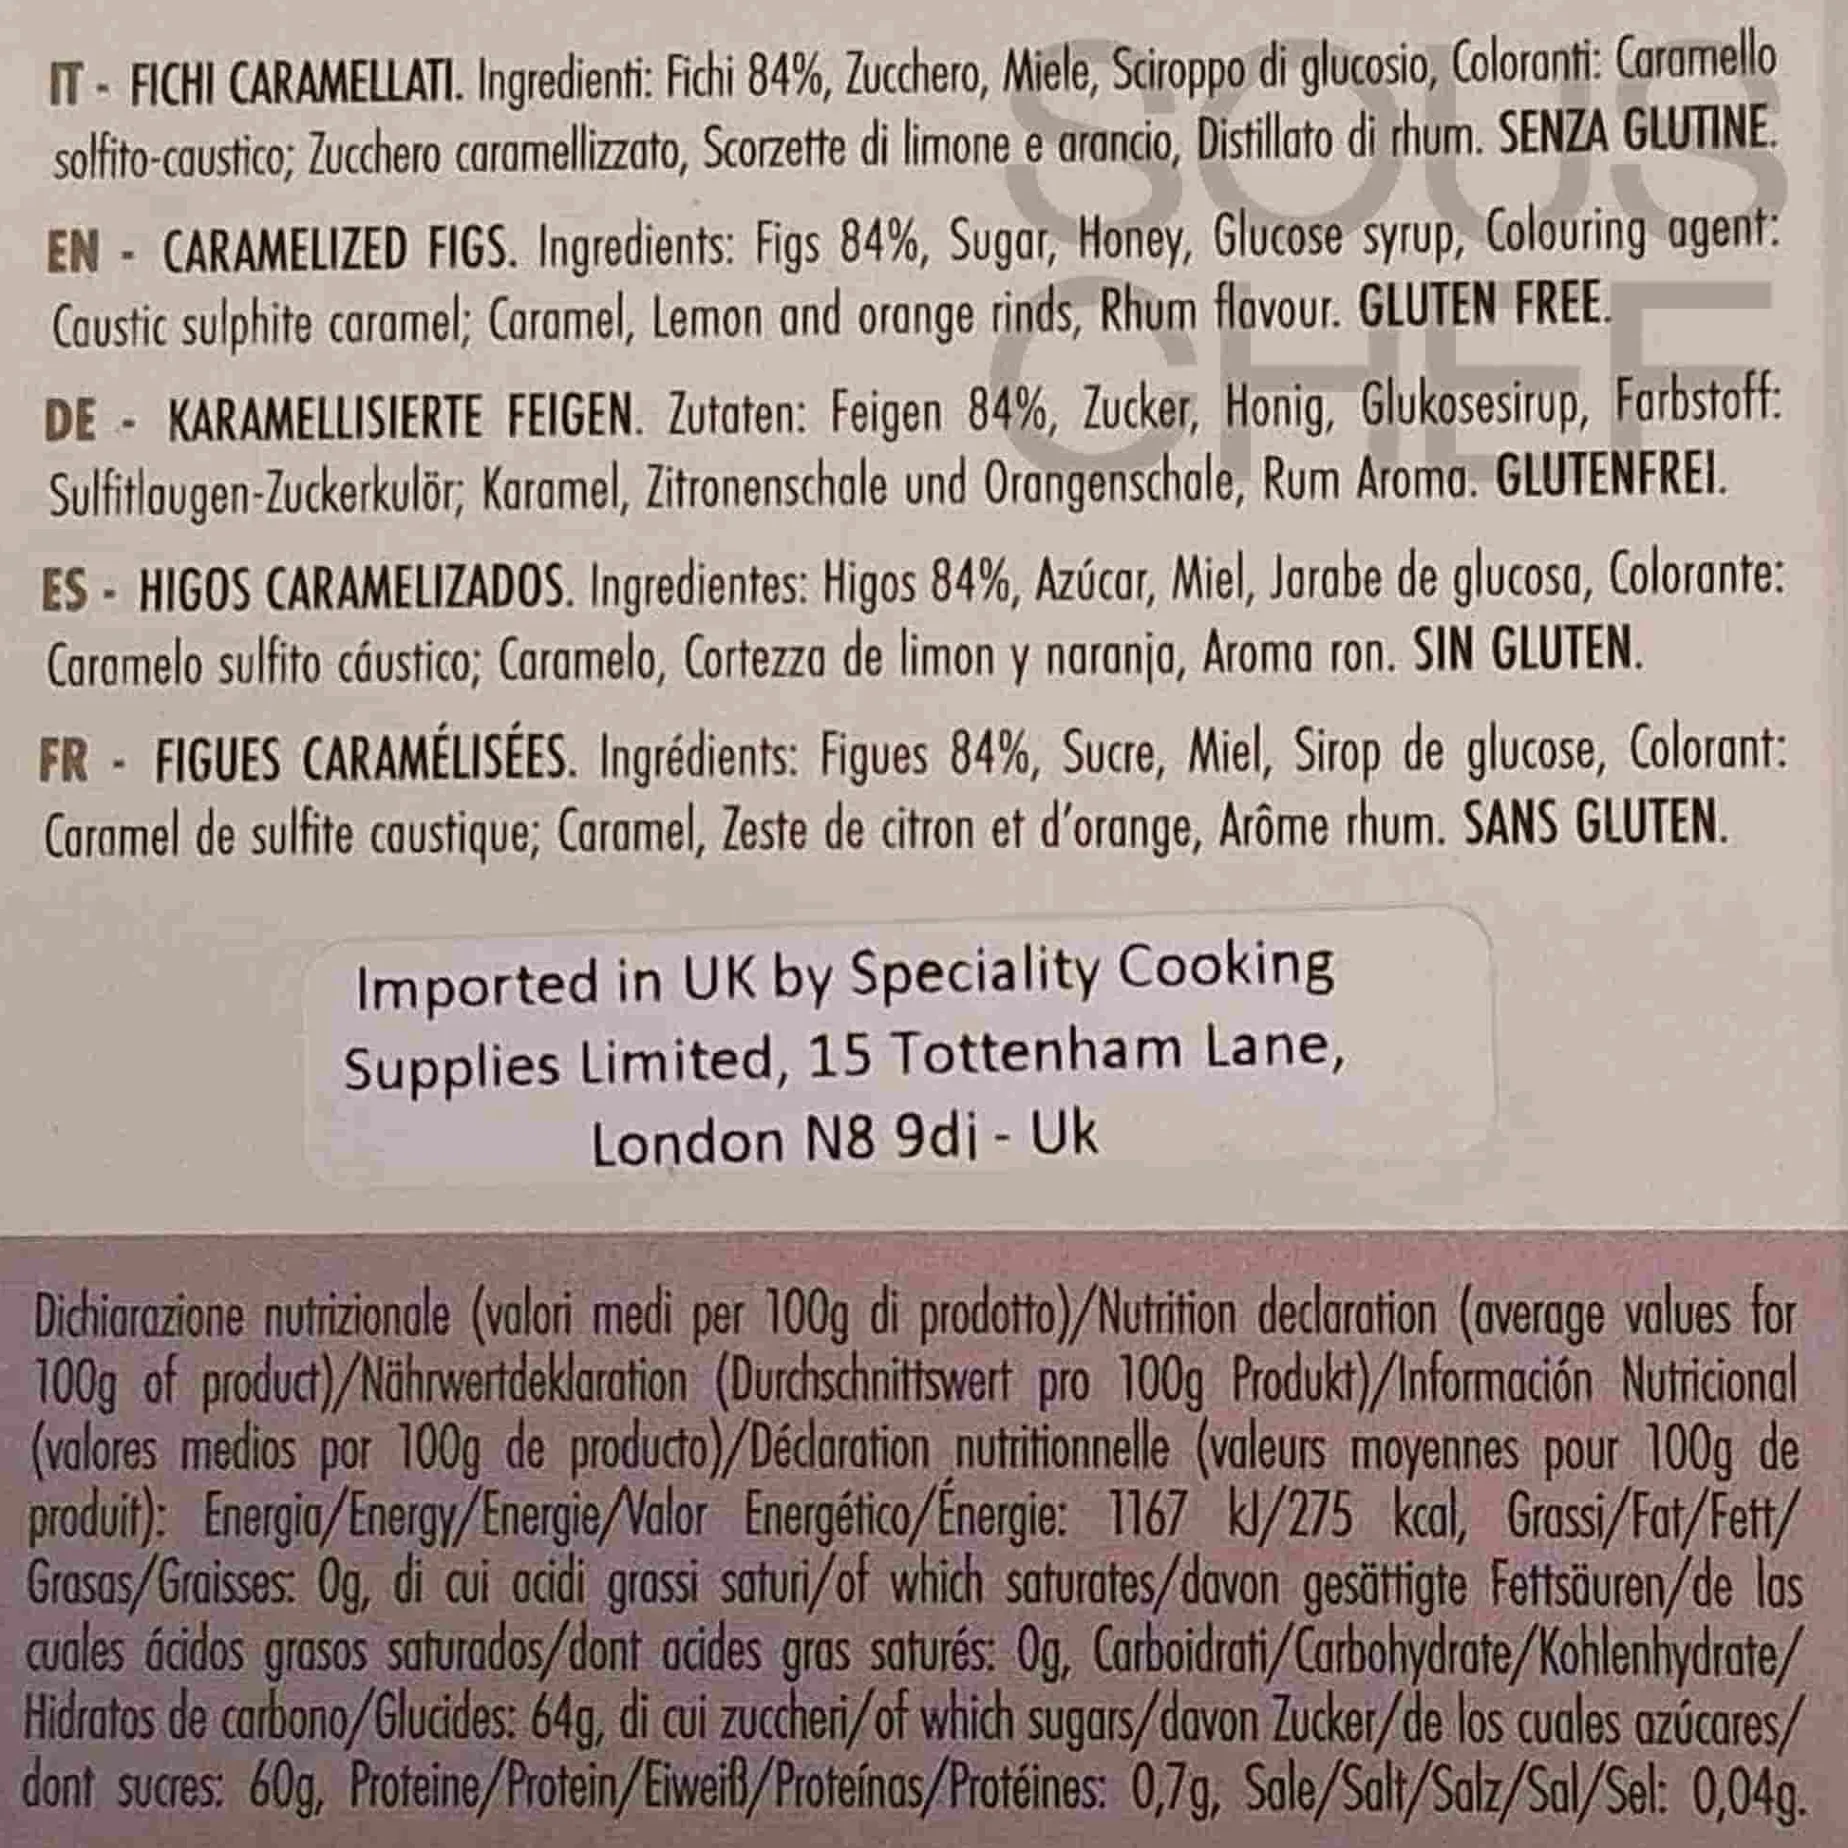 IT - FICHI CARAMELLATI. Ingredienti: Fichi 84%, Zucchero, Miele, Sciroppo di glucosio, Coloranti: Caramello
solfito-caustico; Zucchero caramellizzato, Scorzette di limone e arancio, Distillato di rhum. SENZA GLUTINE.
EN - CARAMELIZED FIGS. Ingredients: Figs 84%, Sugar, Honey, Glucose syrup, Colouring agent:
Caustic sulphite caramel; Caramel, Lemon and orange rinds, Rhum flavour. GLUTEN FREE.
DE - KARAMELLISIERTE FEIGEN. Zutaten: Feigen 84%, Zucker, Honig, Glukosesirup, Farbstoff:
Sulfitlaugen-Zuckerkulör; Karamel, Zitronenschale und Orangenschale, Rum Aroma. GLUTENFREI.
ES - HIGOS CARAMELIZADOS. Ingredientes: Higos 84%, Azúcar, Miel, Jarabe de glucosa, Colorante:
Caramelo sulfito cáustico; Caramelo, Cortezza de limon y naranja, Aroma ron. SIN GLUTEN.
FR - FIGUES CARAMÉLISÉES. Ingrédients: Figues 84%, Sucre, Miel, Sirop de glucose, Colorant:
Caramel de sulfite caustique; Caramel, Zeste de citron et d'orange, Arôme rhum. SANS GLUTEN.
SOUS
CHEF
Imported in UK by Speciality Cooking
Supplies Limited, 15 Tottenham Lane,
London N8 9di - Uk
Dichiarazione nutrizionale (valori medi per 100g di prodotto)/Nutrition declaration (average values for
100g of product)/Nährwertdeklaration (Durchschnittswert pro 100g Produkt)/Información Nutricional
(valores medios por 100g de producto)/Déclaration nutritionnelle (valeurs moyennes pour 100g de
produit): Energia/Energy/Energie/Valor Energético/Énergie: 1167 kJ/275 kcal, Grassi/Fat/Fett/
Grasas/Graisses: 0g, di cui acidi grassi saturi/of which saturates/davon gesättigte Fettsäuren/de las
cuales ácidos grasos saturados/dont acides gras saturés: 0g, Carboidrati/Carbohydrate/Kohlenhydrate/
Hidratos de carbono/Glucides: 64g, di cui zuccheri/of which sugars/davon Zucker/de los cuales azúcares/
dont sucres: 60g, Proteine/Protein/Eiweiß/Proteínas/Protéines: 0,7g, Sale/Salt/Salz/Sal/Sel: 0,04g.